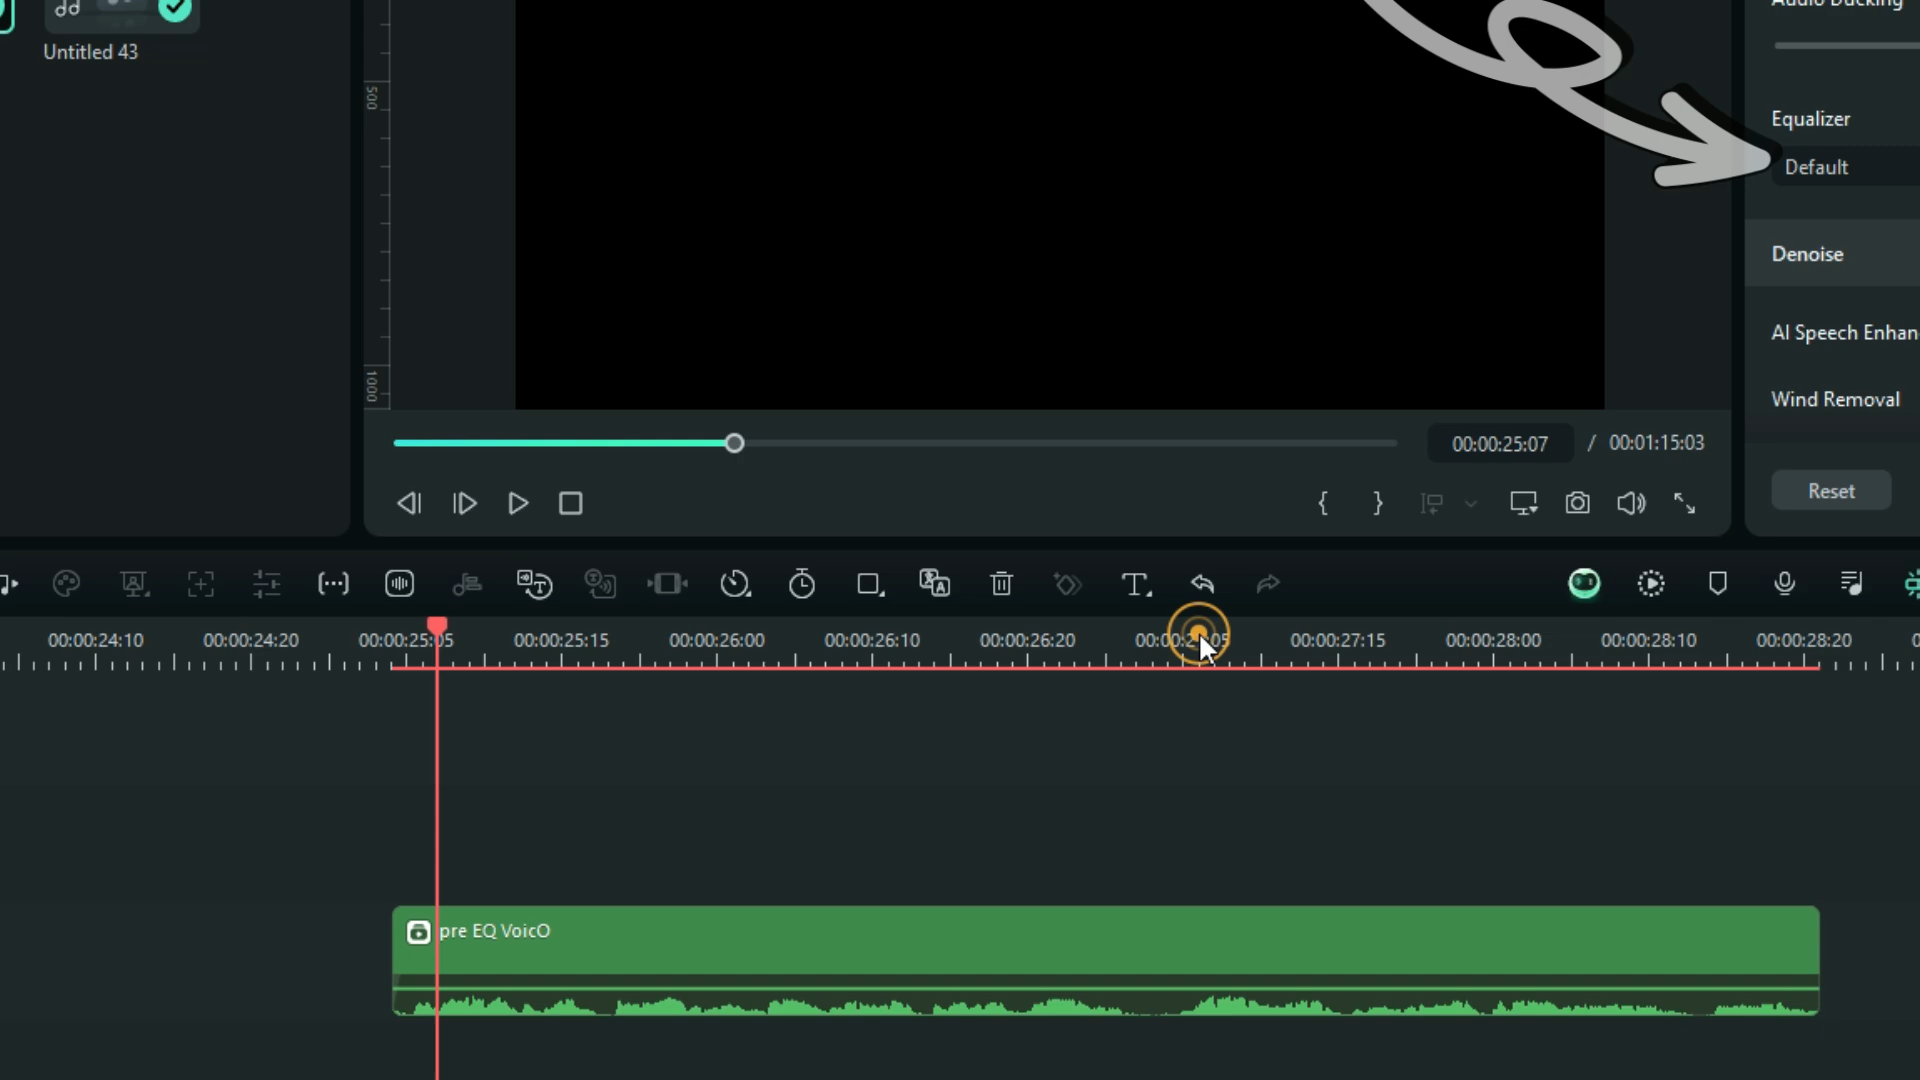 Audio Ducking
Untitled 43
500
Equalizer
Default
Denoise
AI Speech Enhan
1000
Wind Removal
00:00:25:07 / 00:01:15:03
Reset
00:00:24:10 00:00:24:20 00:00:25:05 00:00:25:15 00:00:26:00 00:00:26:10 00:00:26:20 00:00:27:05 00:00:27:15 00:00:28:00 00:00:28:10 00:00:28:20
pre EQ VoicO